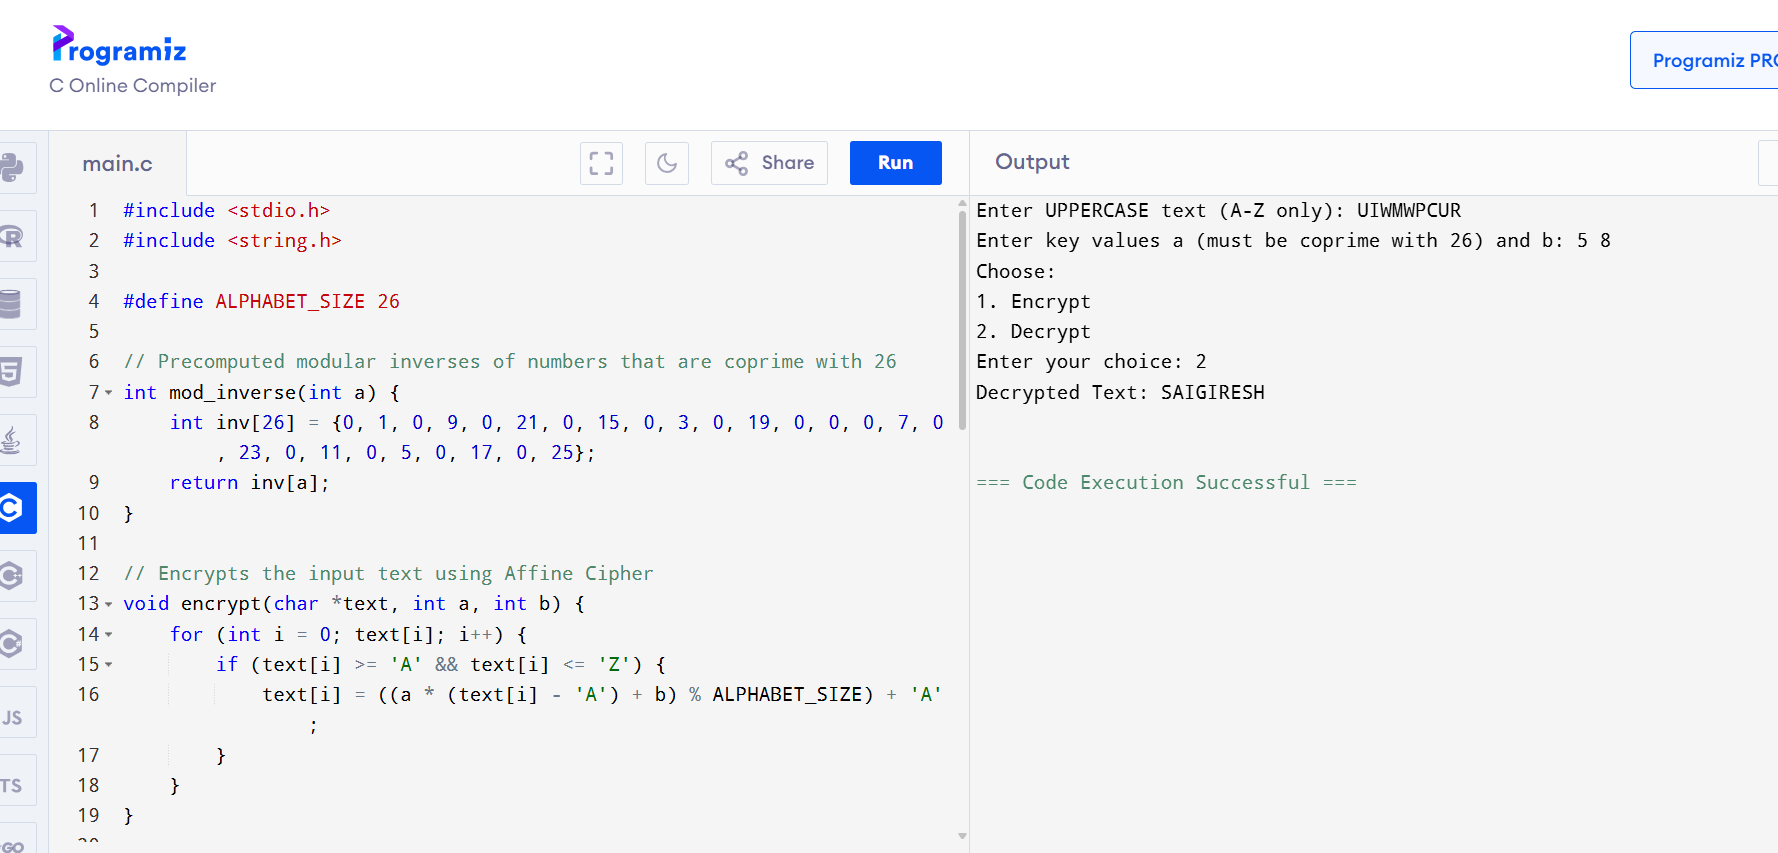 Programiz
C Online Compiler
Programiz PRO
main.c
Share
Run
Output
1 #include <stdio.h>
2 #include <string.h>
3
4 #define ALPHABET_SIZE 26
5
6 // Precomputed modular inverses of numbers that are coprime with 26
7 int mod_inverse(int a) {
8 int inv[26] = {0, 1, 0, 9, 0, 21, 0, 15, 0, 3, 0, 19, 0, 0, 0, 7, 0
, 23, 0, 11, 0, 5, 0, 17, 0, 25};
9 return inv[a];
10 }
11
12 // Encrypts the input text using Affine Cipher
13 void encrypt(char *text, int a, int b) {
14 for (int i = 0; text[i]; i++) {
15 if (text[i] >= 'A' && text[i] <= 'Z') {
16 text[i] = ((a * (text[i] - 'A') + b) % ALPHABET_SIZE) + 'A'
;
17 }
18 }
19 }
Enter UPPERCASE text (A-Z only): UIWMWPCUR
Enter key values a (must be coprime with 26) and b: 5 8
Choose:
1. Encrypt
2. Decrypt
Enter your choice: 2
Decrypted Text: SAIGIRESH
=== Code Execution Successful ===
JS
TS
GO